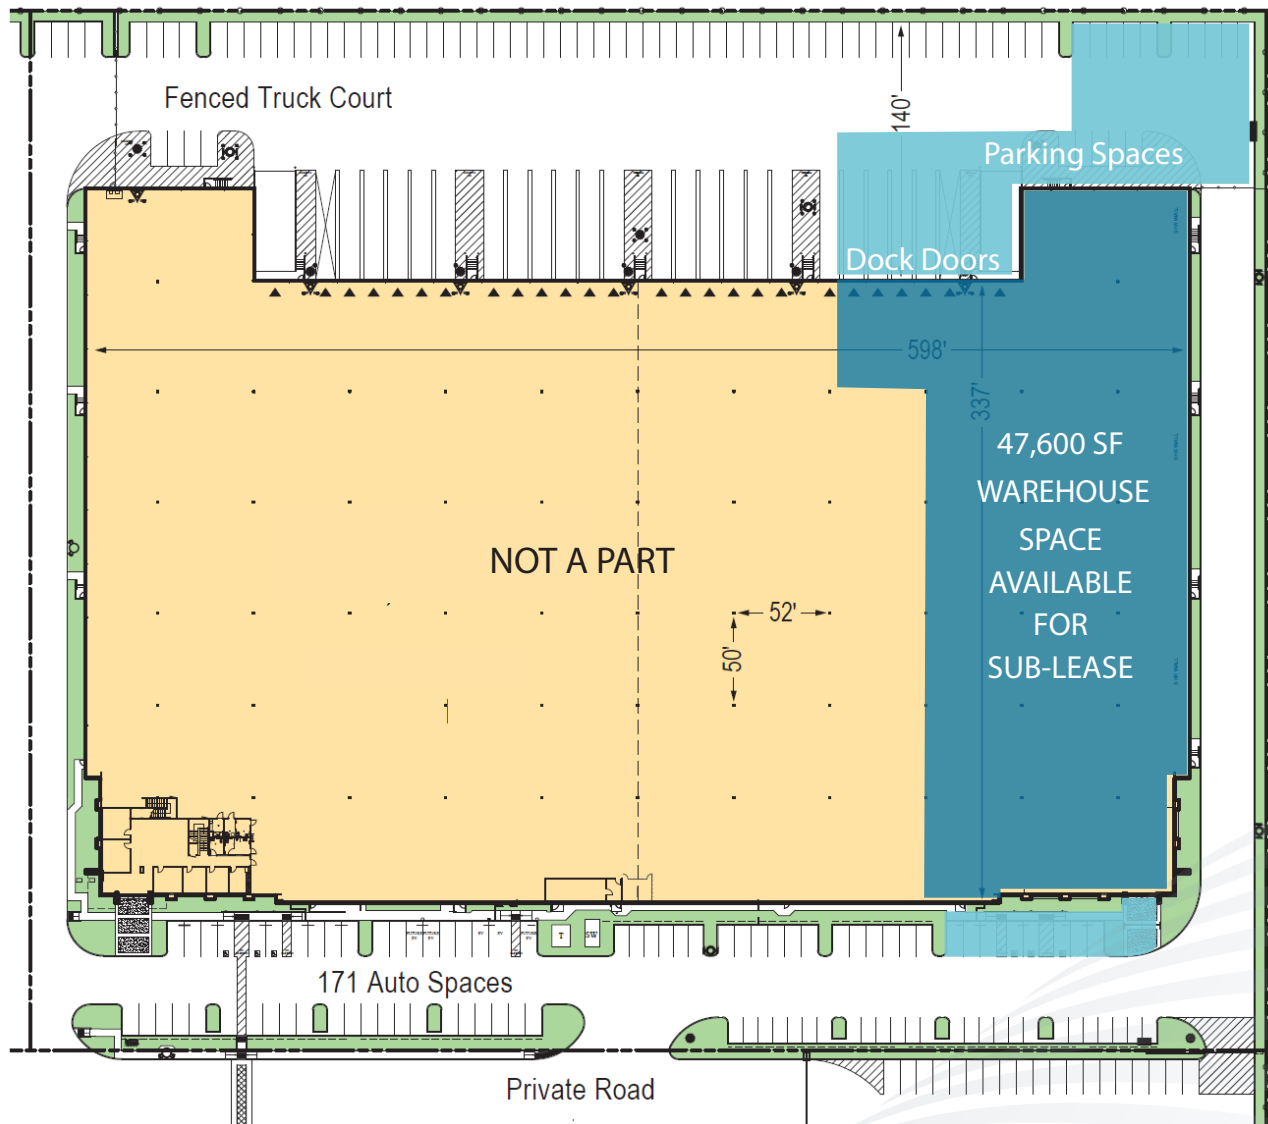 Fenced Truck Court
140'
Parking Spaces
Dock Doors
598'
337'
47,600 SF
WAREHOUSE
SPACE
AVAILABLE
FOR
SUB-LEASE
NOT A PART
52'
50'
T
171 Auto Spaces
Private Road